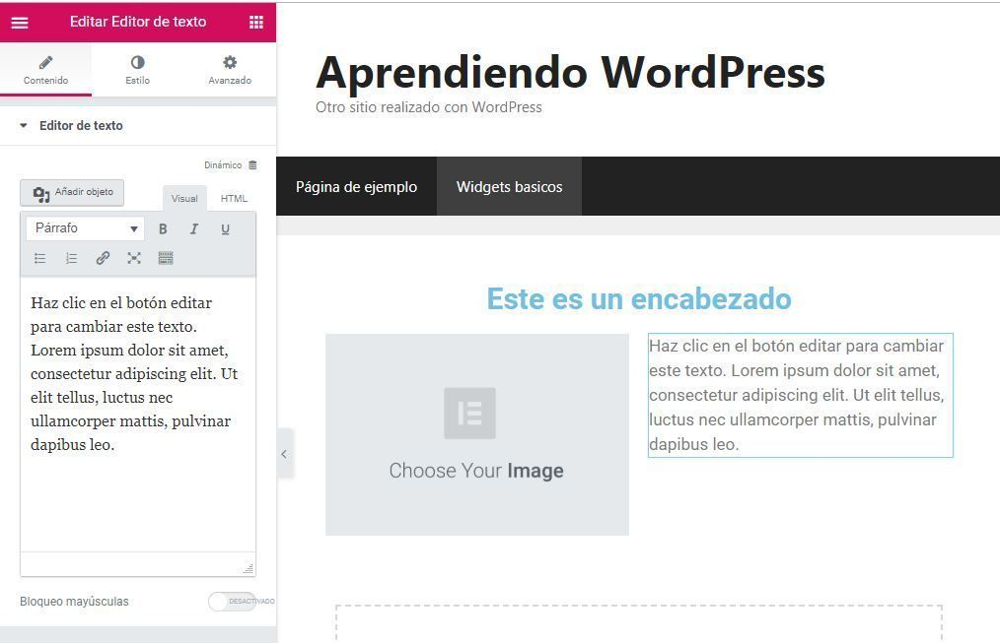 Editar Editor de texto
Contenido
Estilo
Avanzado
Editor de texto
Dinámico
Añadir objeto
Visual
HTML
Párrafo
B I U
Haz clic en el botón editar
para cambiar este texto.
Lorem ipsum dolor sit amet,
consectetur adipiscing elit. Ut
elit tellus, luctus nec
ullamcorper mattis, pulvinar
dapibus leo.
Bloqueo mayúsculas
DESACTIVADO
Aprendiendo WordPress
Otro sitio realizado con WordPress
Página de ejemplo
Widgets basicos
Este es un encabezado
Choose Your Image
Haz clic en el botón editar para cambiar
este texto. Lorem ipsum dolor sit amet,
consectetur adipiscing elit. Ut elit tellus,
luctus nec ullamcorper mattis, pulvinar
dapibus leo.